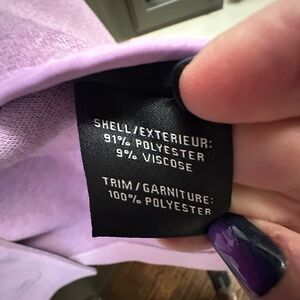 SHELL/EXTERIEUR:
91% POLYESTER
9% VISCOSE
TRIM/GARNITURE:
100% POLYESTER